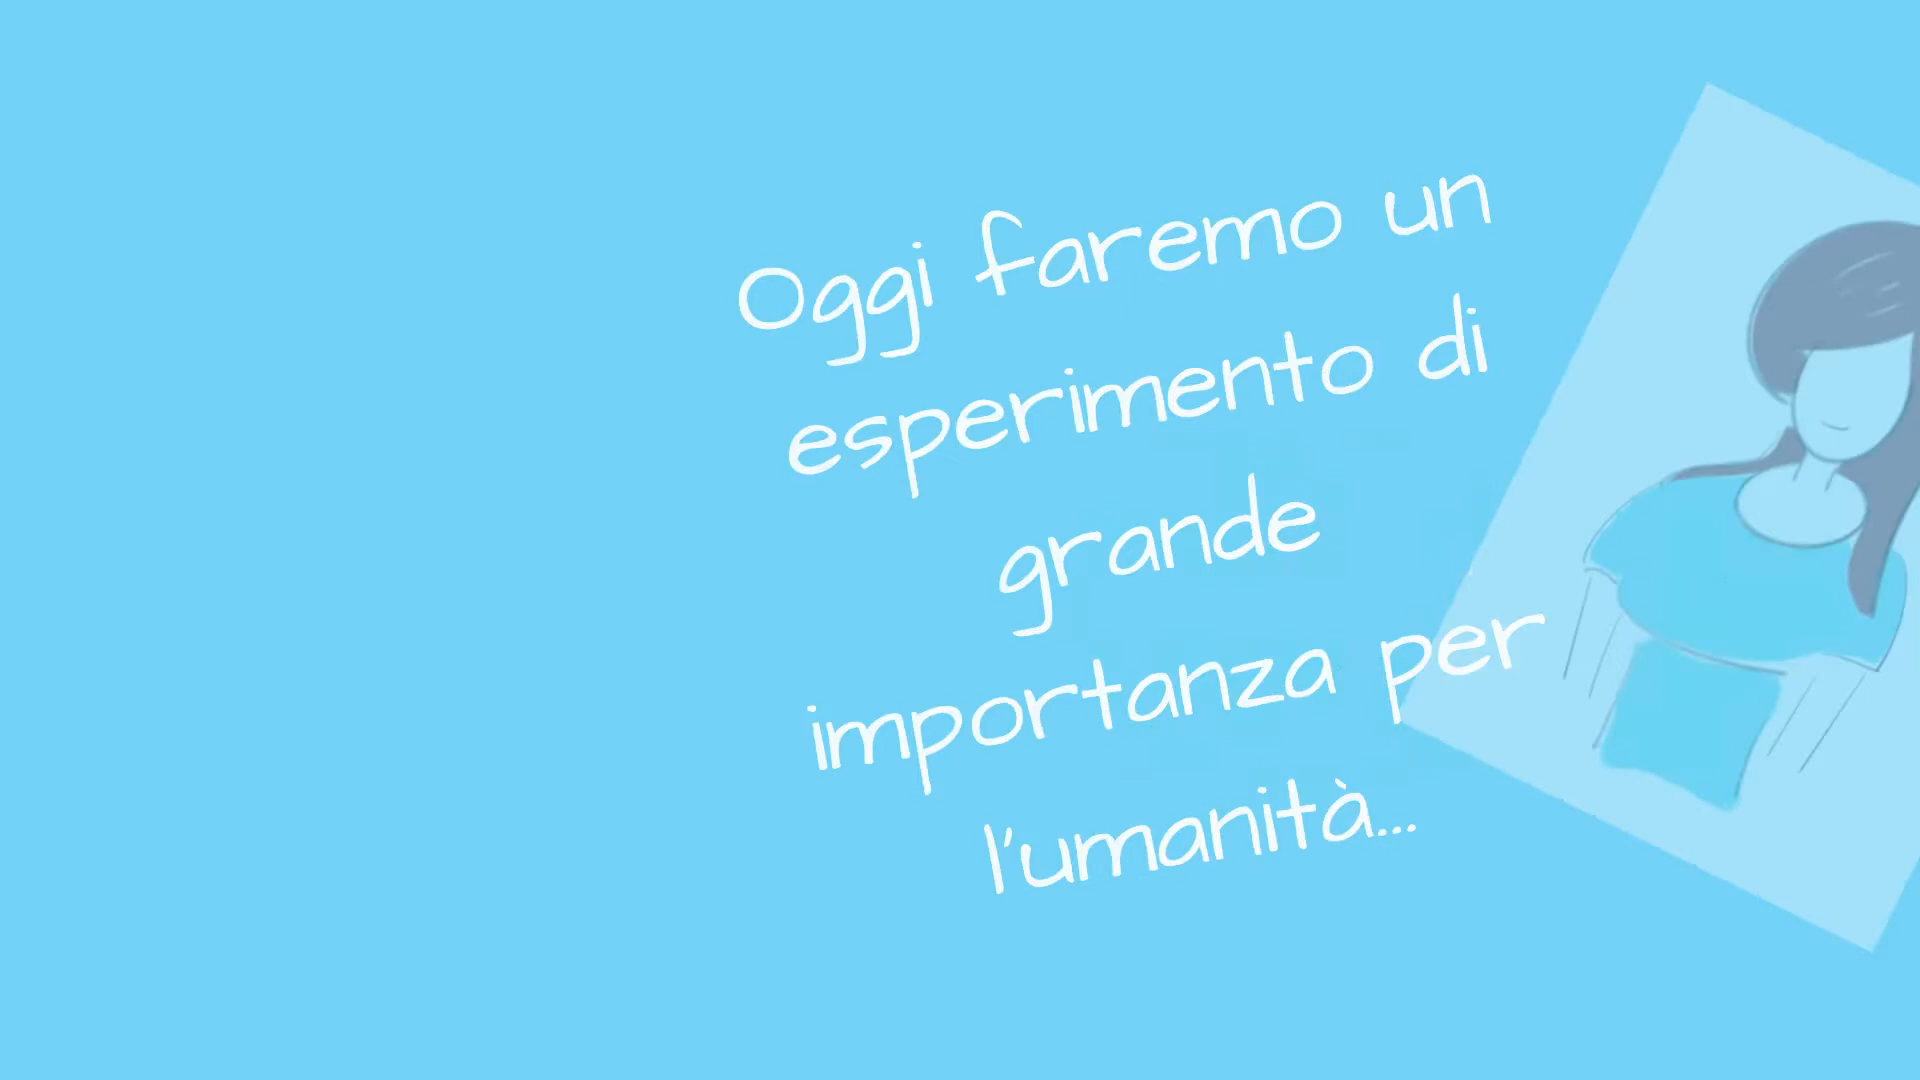 Oggi faremo un
esperimento di
grande
importanza per
l'umanità...